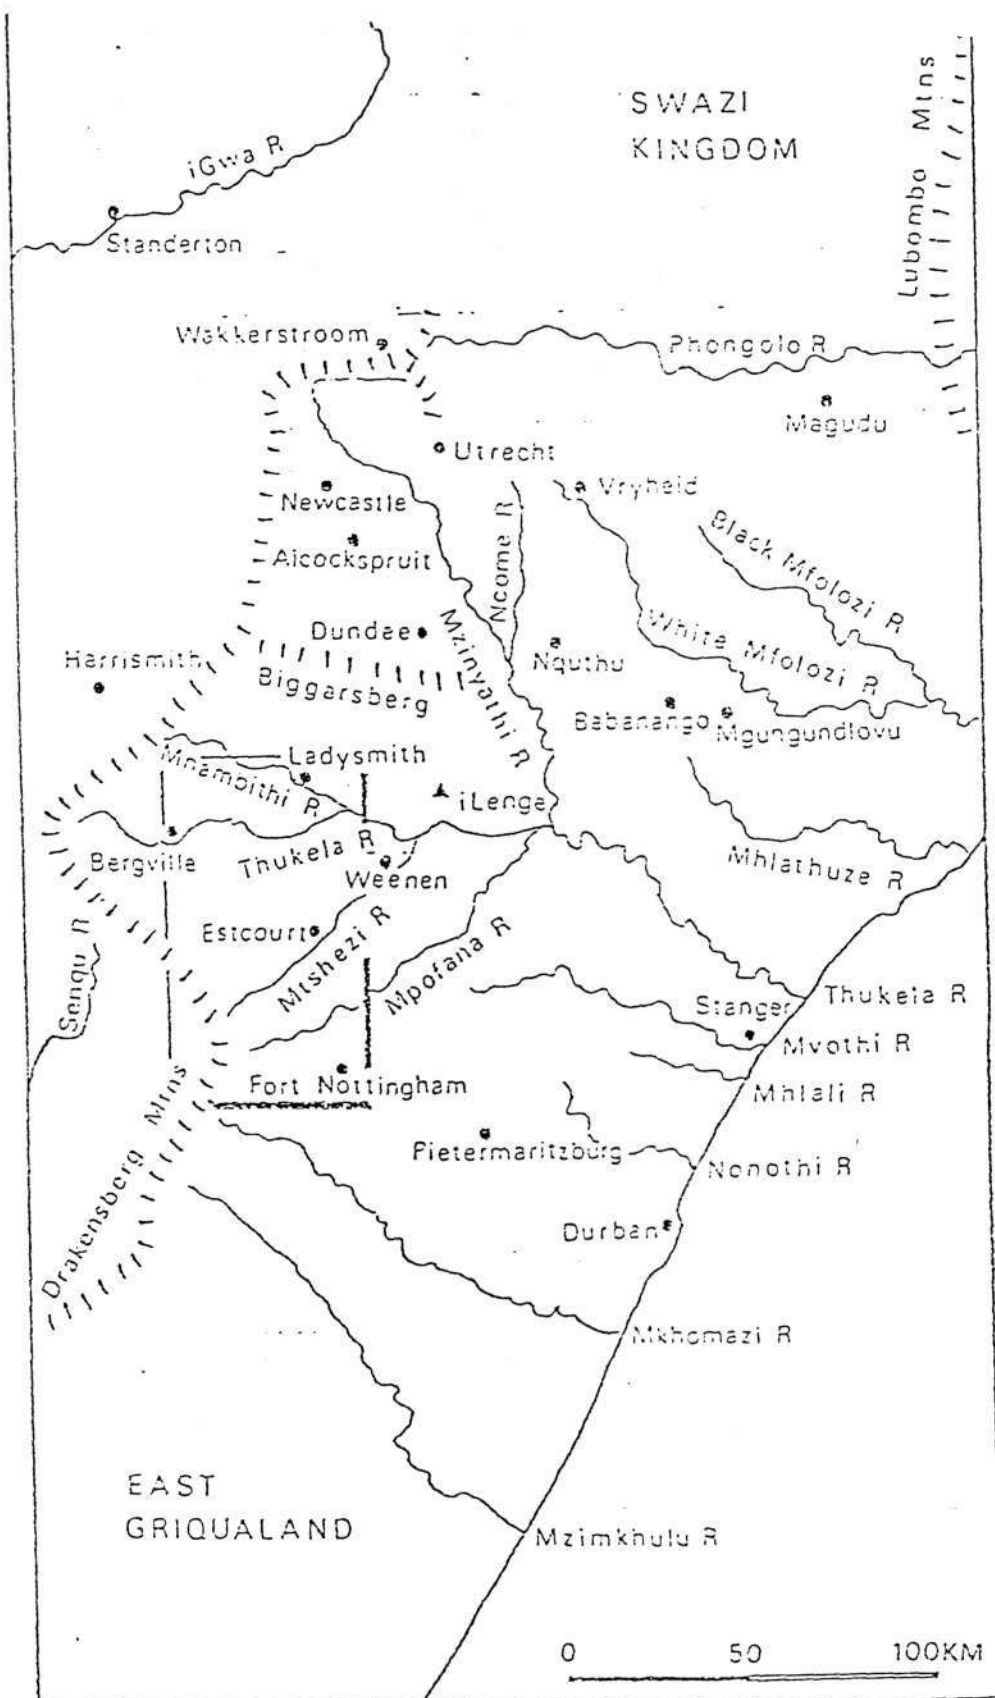 SWAZI
KINGDOM
Lubombo Mtns
iGwa R
Standerton
Wakkerstroom
Phongolo R
Magudu
Utrecht
Newcastle
Vryheid
Alcockspruit
Ncome R
Black Mfolozi R
Dundee
Mzinyathi R
White Mfolozi R
Harrismith
Biggarsberg
Nquthu
Babanango
Mgungundlovu
Ladysmith
Mnambithi R
iLenge
Bergville
Thukela R
Weenen
Mhlathuze R
Estcourt
Mtshezi R
Mpofana R
Senqu R
Stanger
Thukela R
Mvothi R
Fort Nottingham
Mhlali R
Drakensberg Mtns
Pietermaritzburg
Nonothi R
Durban
Mkhomazi R
EAST
GRIQUALAND
Mzimkhulu R
0 50 100KM